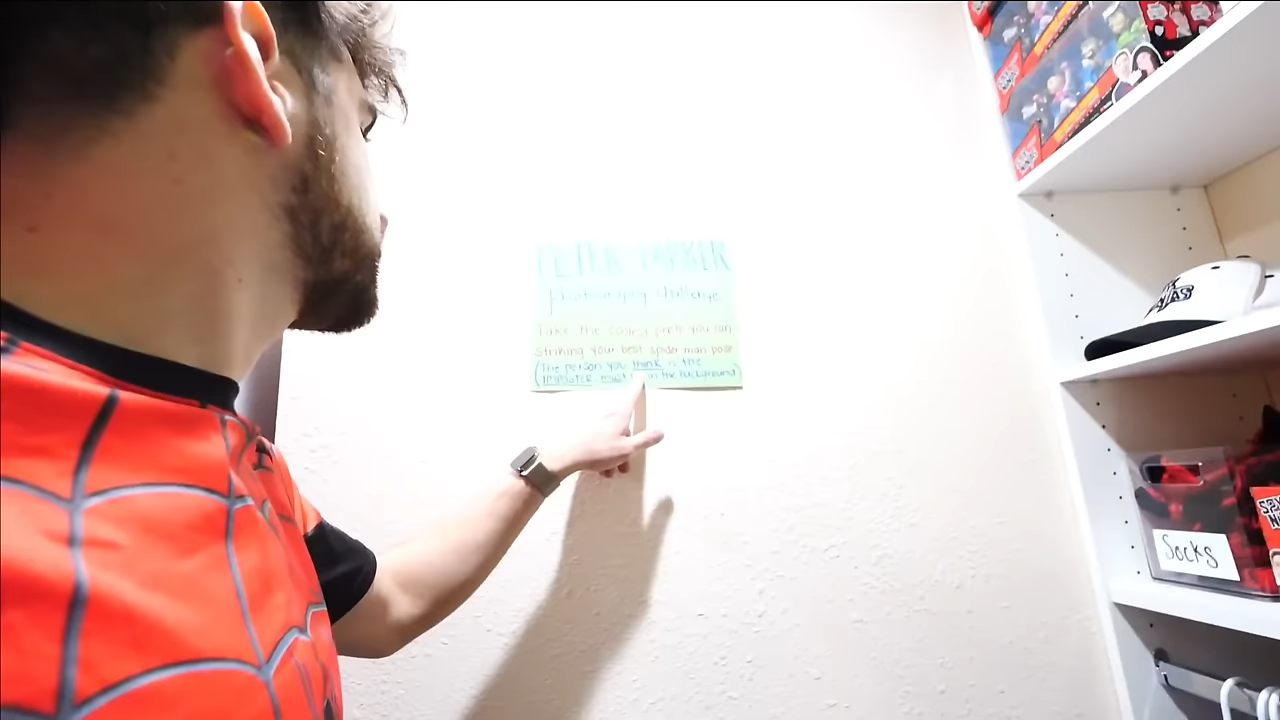 PETER PARKER
photography challenge
Take the coolest photo you can
striking your best spider man pose
(The person you think is the
IMPOSTER must in the background)
Socks